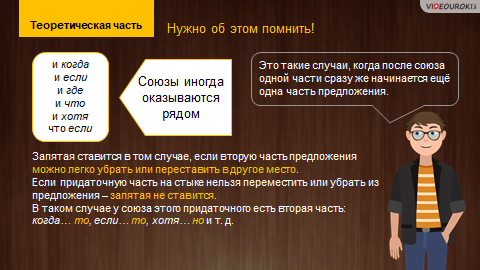 Теоретическая часть
Нужно об этом помнить!
VIDEOUROKI.NET
и когда
и если
и где
и что
и хотя
что если
Союзы иногда
оказываются
рядом
Это такие случаи, когда после союза
одной части сразу же начинается ещё
одна часть предложения.
Запятая ставится в том случае, если вторую часть предложения
можно легко убрать или переставить в другое место.
Если придаточную часть на стыке нельзя переместить или убрать из
предложения – запятая не ставится.
В таком случае у союза этого придаточного есть вторая часть:
когда… то, если… то, хотя… но и т. д.